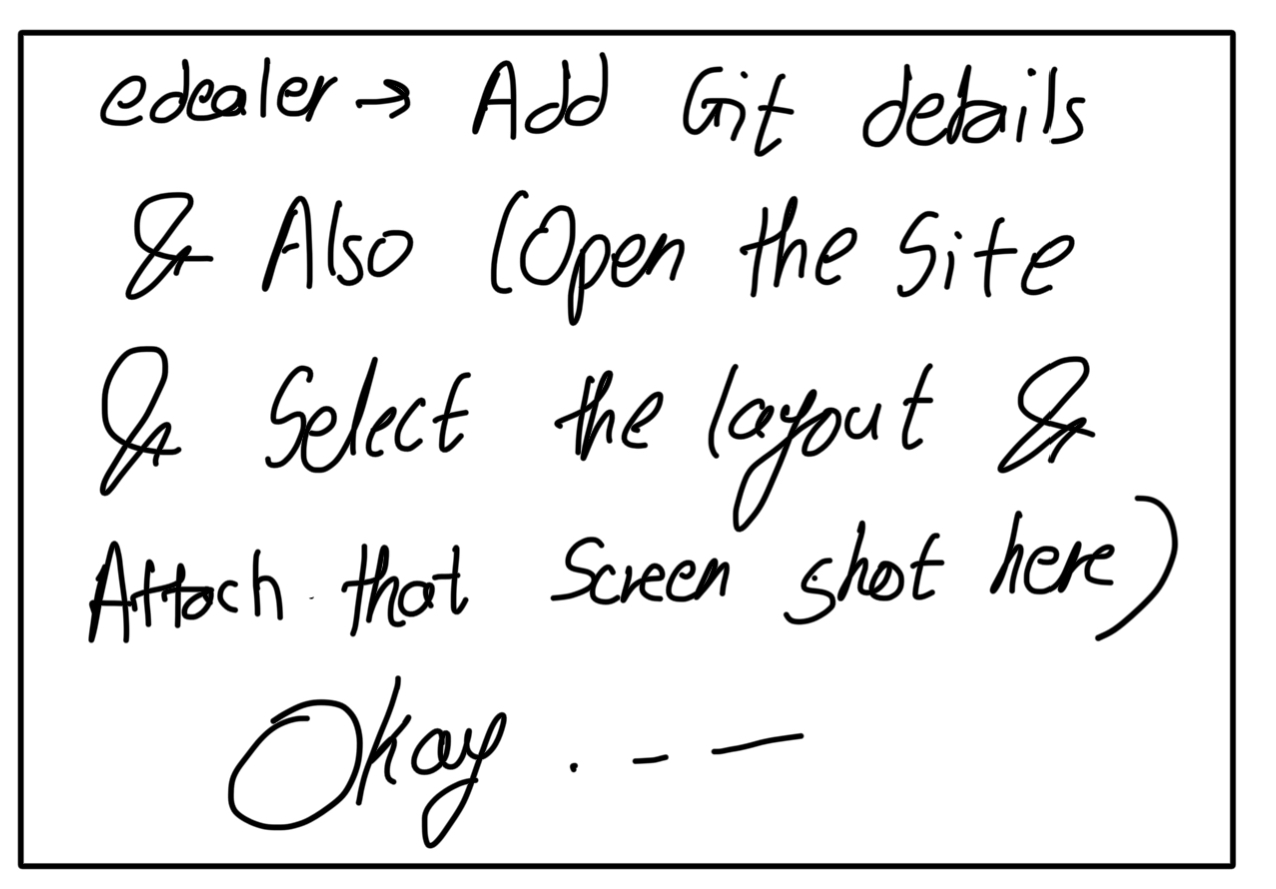 edealer → Add Git details
& Also (Open the Site
& Select the layout &
Attach that Screen shot here)
Okay . _ —